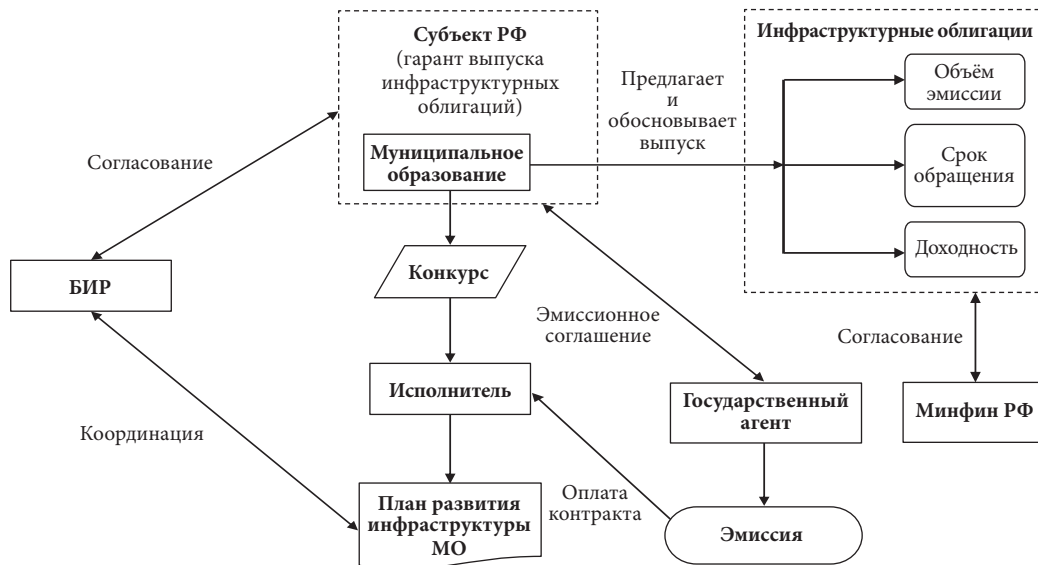 Субъект РФ
(гарант выпуска
инфраструктурных
облигаций)
Муниципальное
образование
Предлагает
и
обосновывает
выпуск
Инфраструктурные облигации
Объём
эмиссии
Срок
обращения
Доходность
Согласование
БИР
Конкурс
Эмиссионное
соглашение
Согласование
Исполнитель
Государственный
агент
Минфин РФ
Координация
План развития
инфраструктуры
МО
Оплата
контракта
Эмиссия